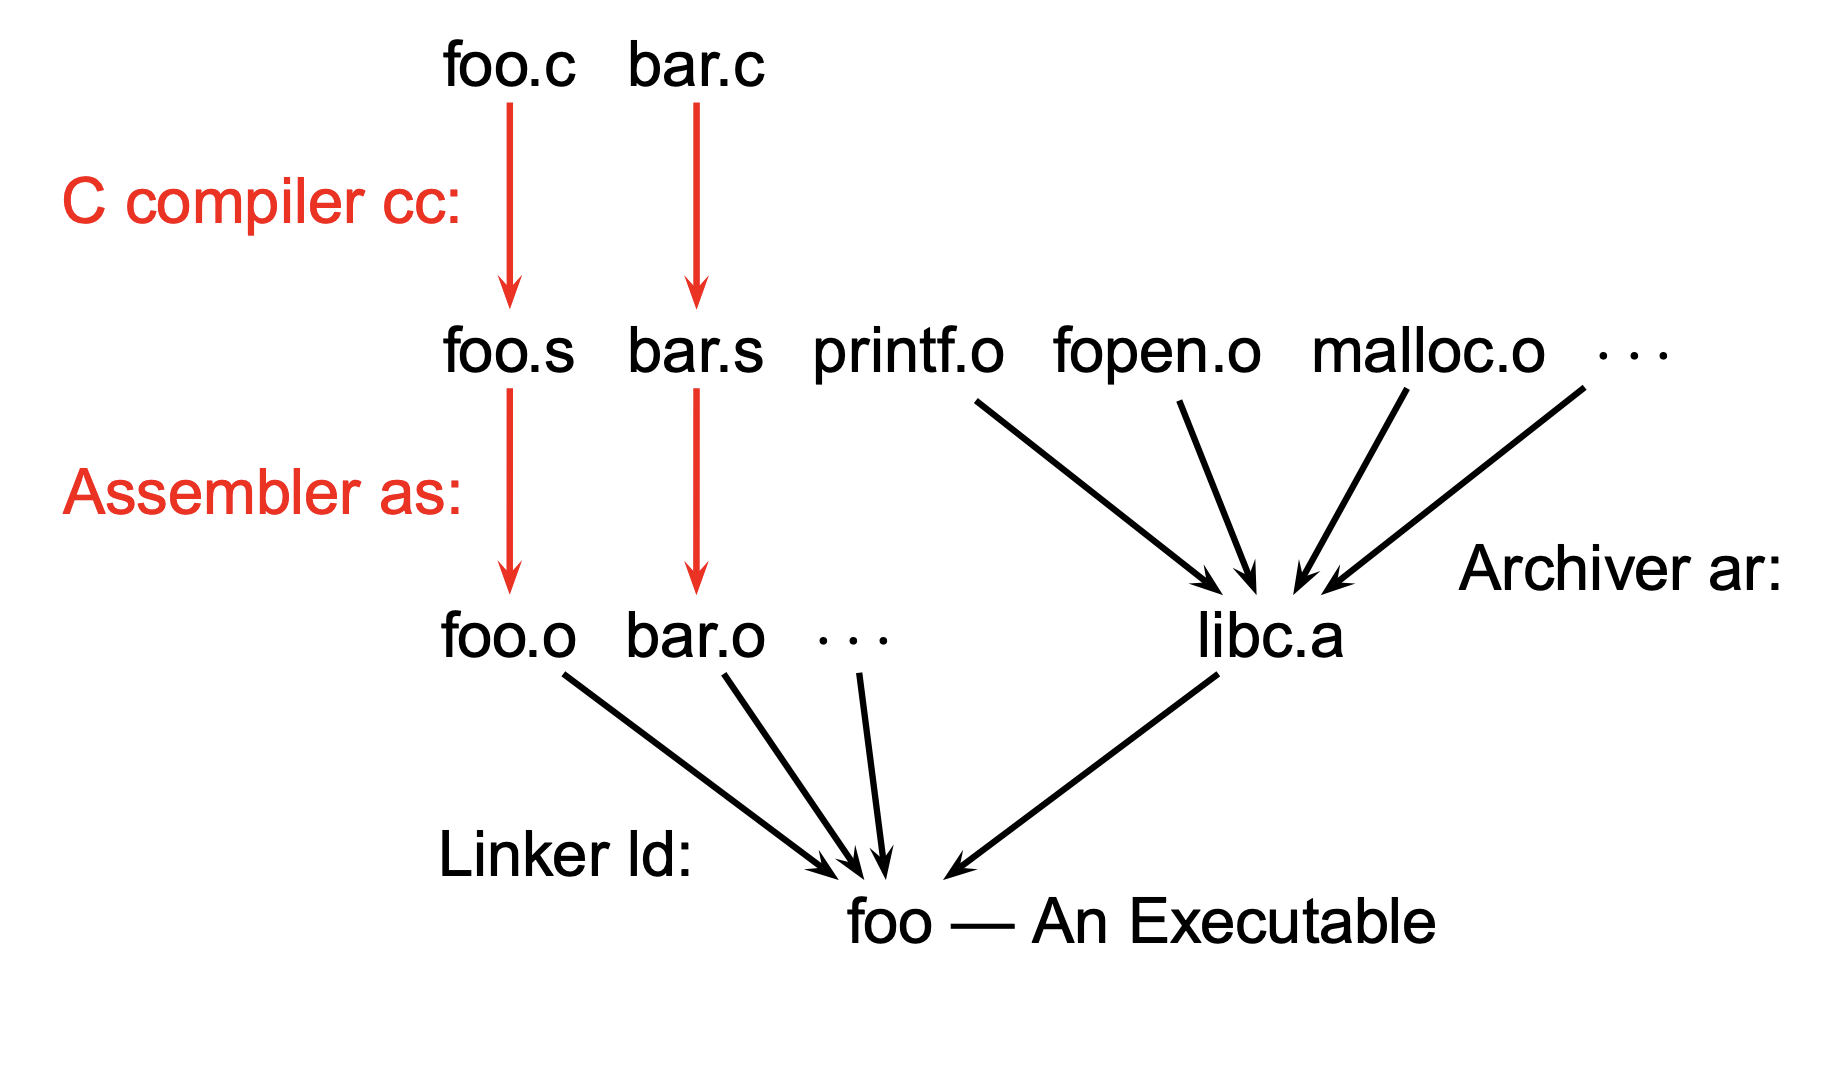 foo.c bar.c
C compiler cc:
foo.s bar.s printf.o fopen.o malloc.o · · ·
Assembler as:
Archiver ar:
foo.o bar.o · · · libc.a
Linker ld:
foo — An Executable